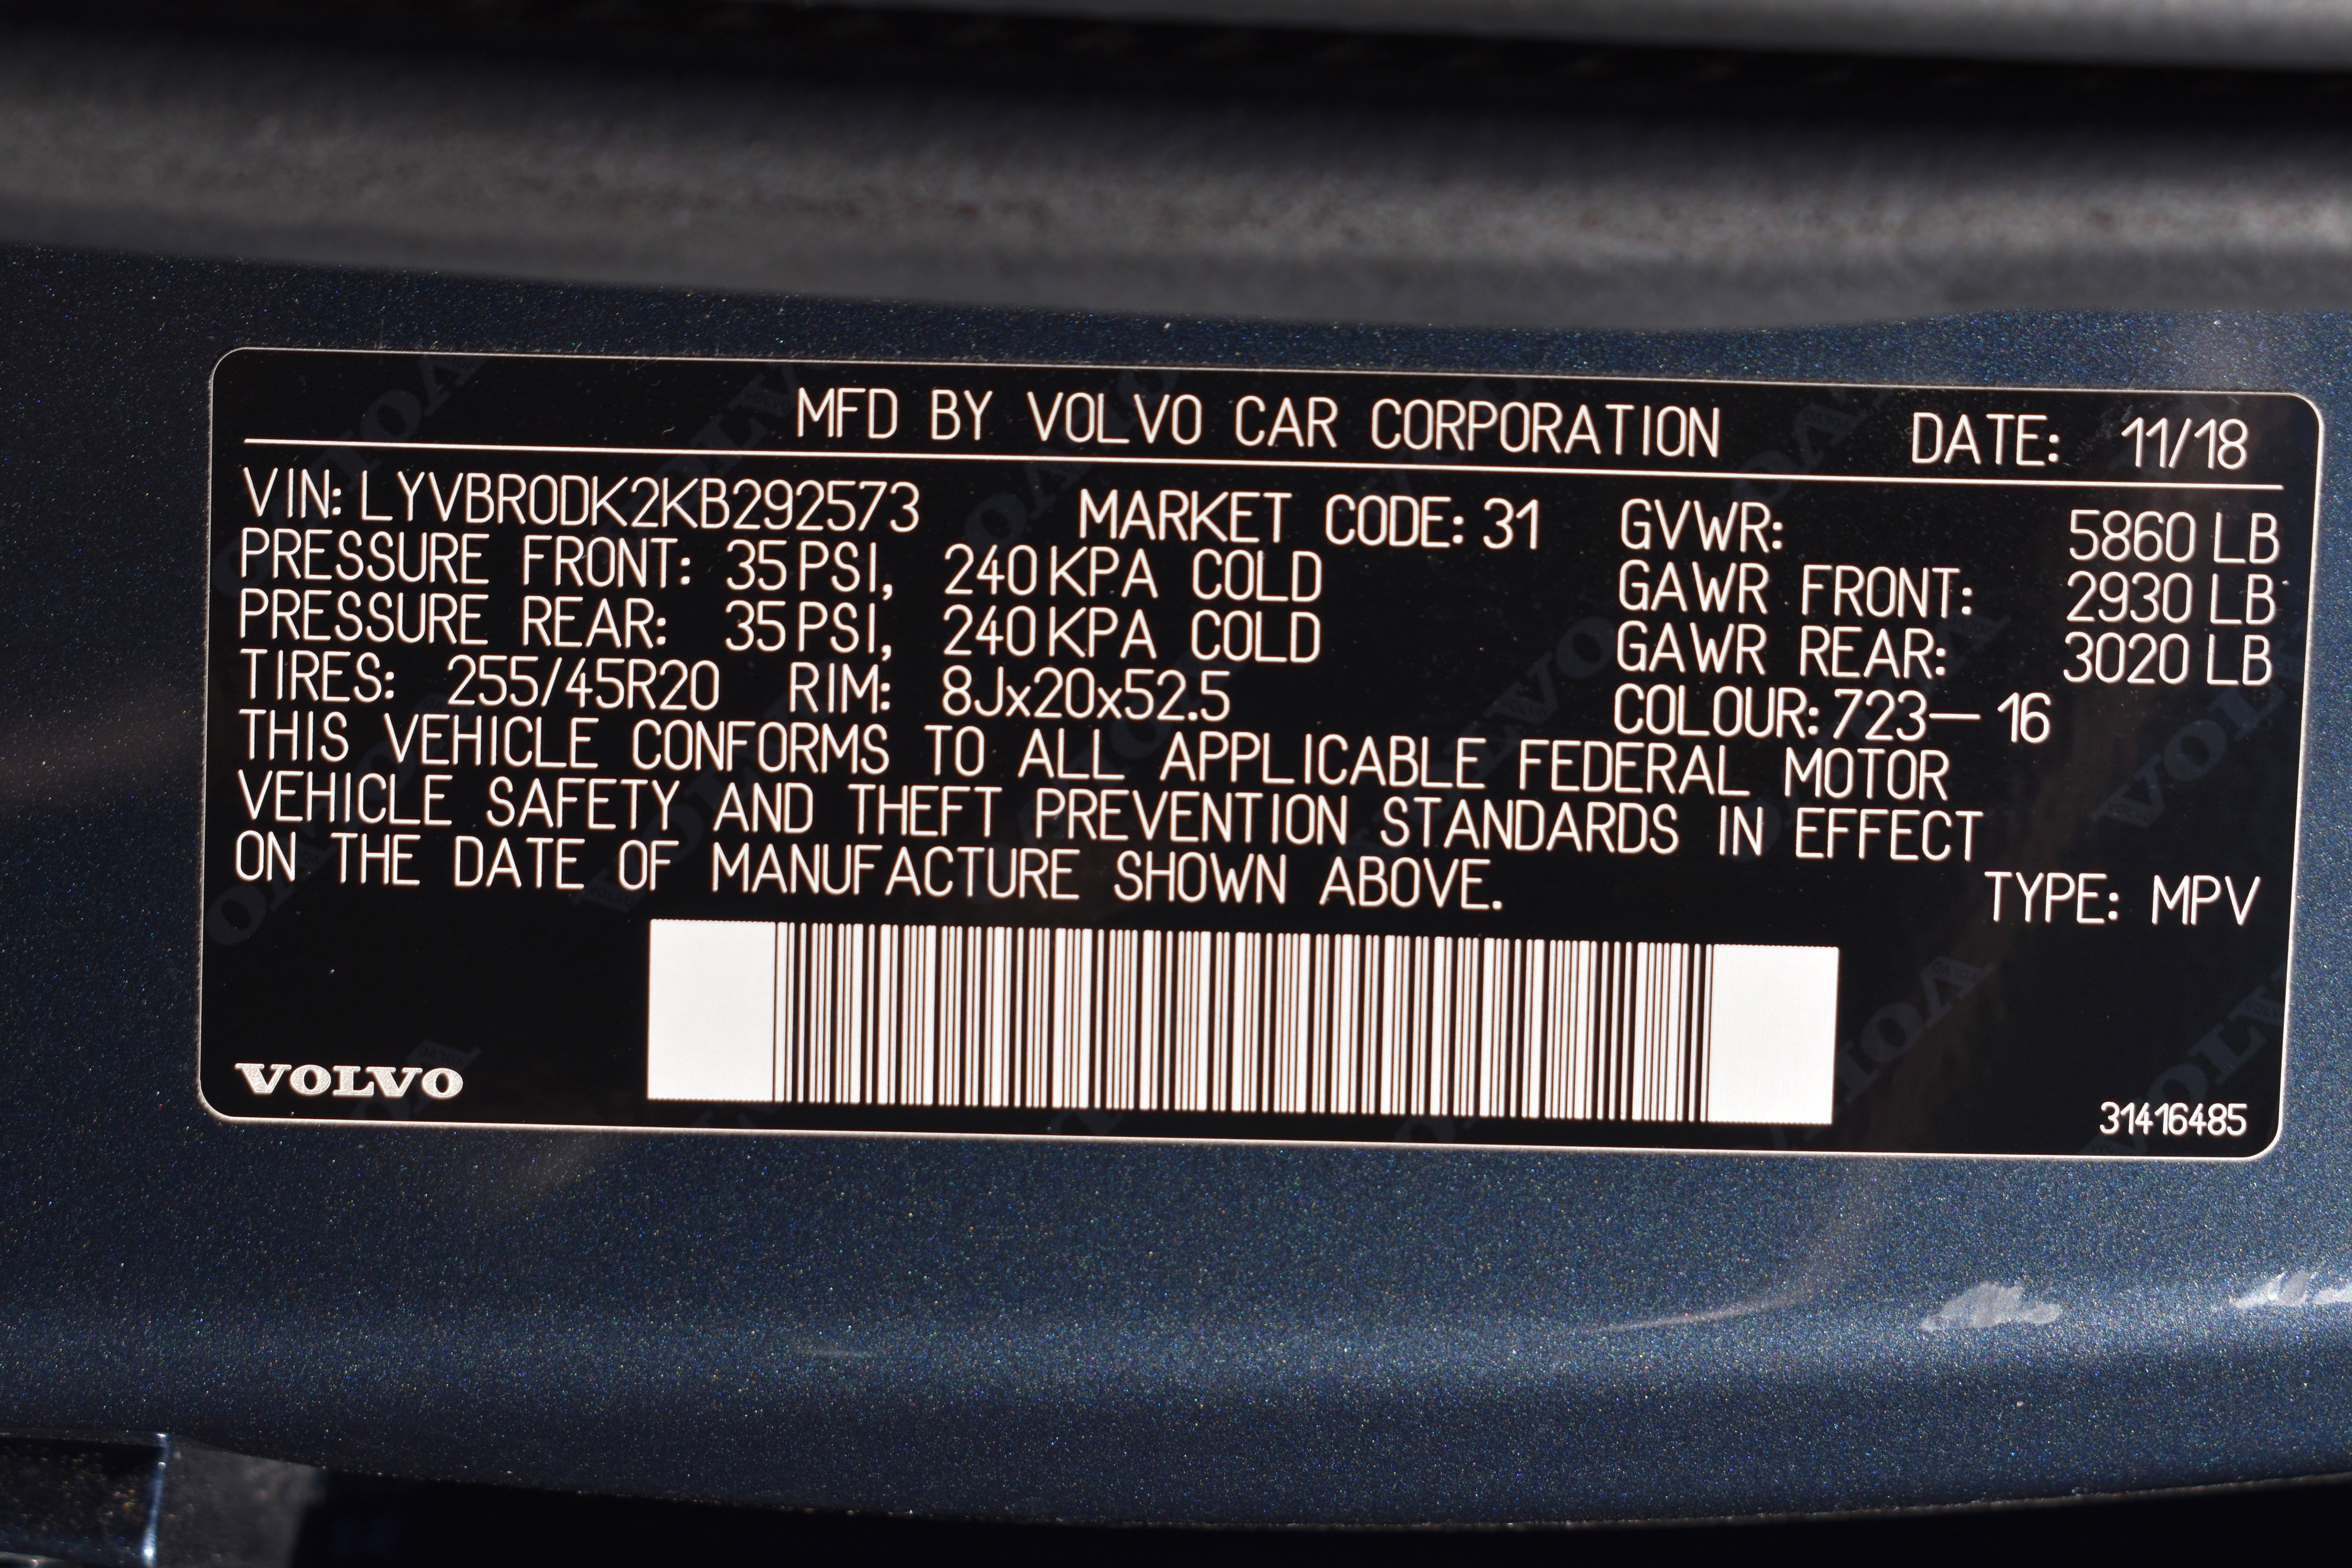 MFD BY VOLVO CAR CORPORATION DATE: 11/18
VIN: LYVBR0DK2KB292573 MARKET CODE: 31 GVWR: 5860 LB
PRESSURE FRONT: 35 PSI, 240 KPA COLD GAWR FRONT: 2930 LB
PRESSURE REAR: 35 PSI, 240 KPA COLD GAWR REAR: 3020 LB
TIRES: 255/45R20 RIM: 8Jx20x52.5 COLOUR: 723— 16
THIS VEHICLE CONFORMS TO ALL APPLICABLE FEDERAL MOTOR
VEHICLE SAFETY AND THEFT PREVENTION STANDARDS IN EFFECT
ON THE DATE OF MANUFACTURE SHOWN ABOVE.
TYPE: MPV
VOLVO
31416485